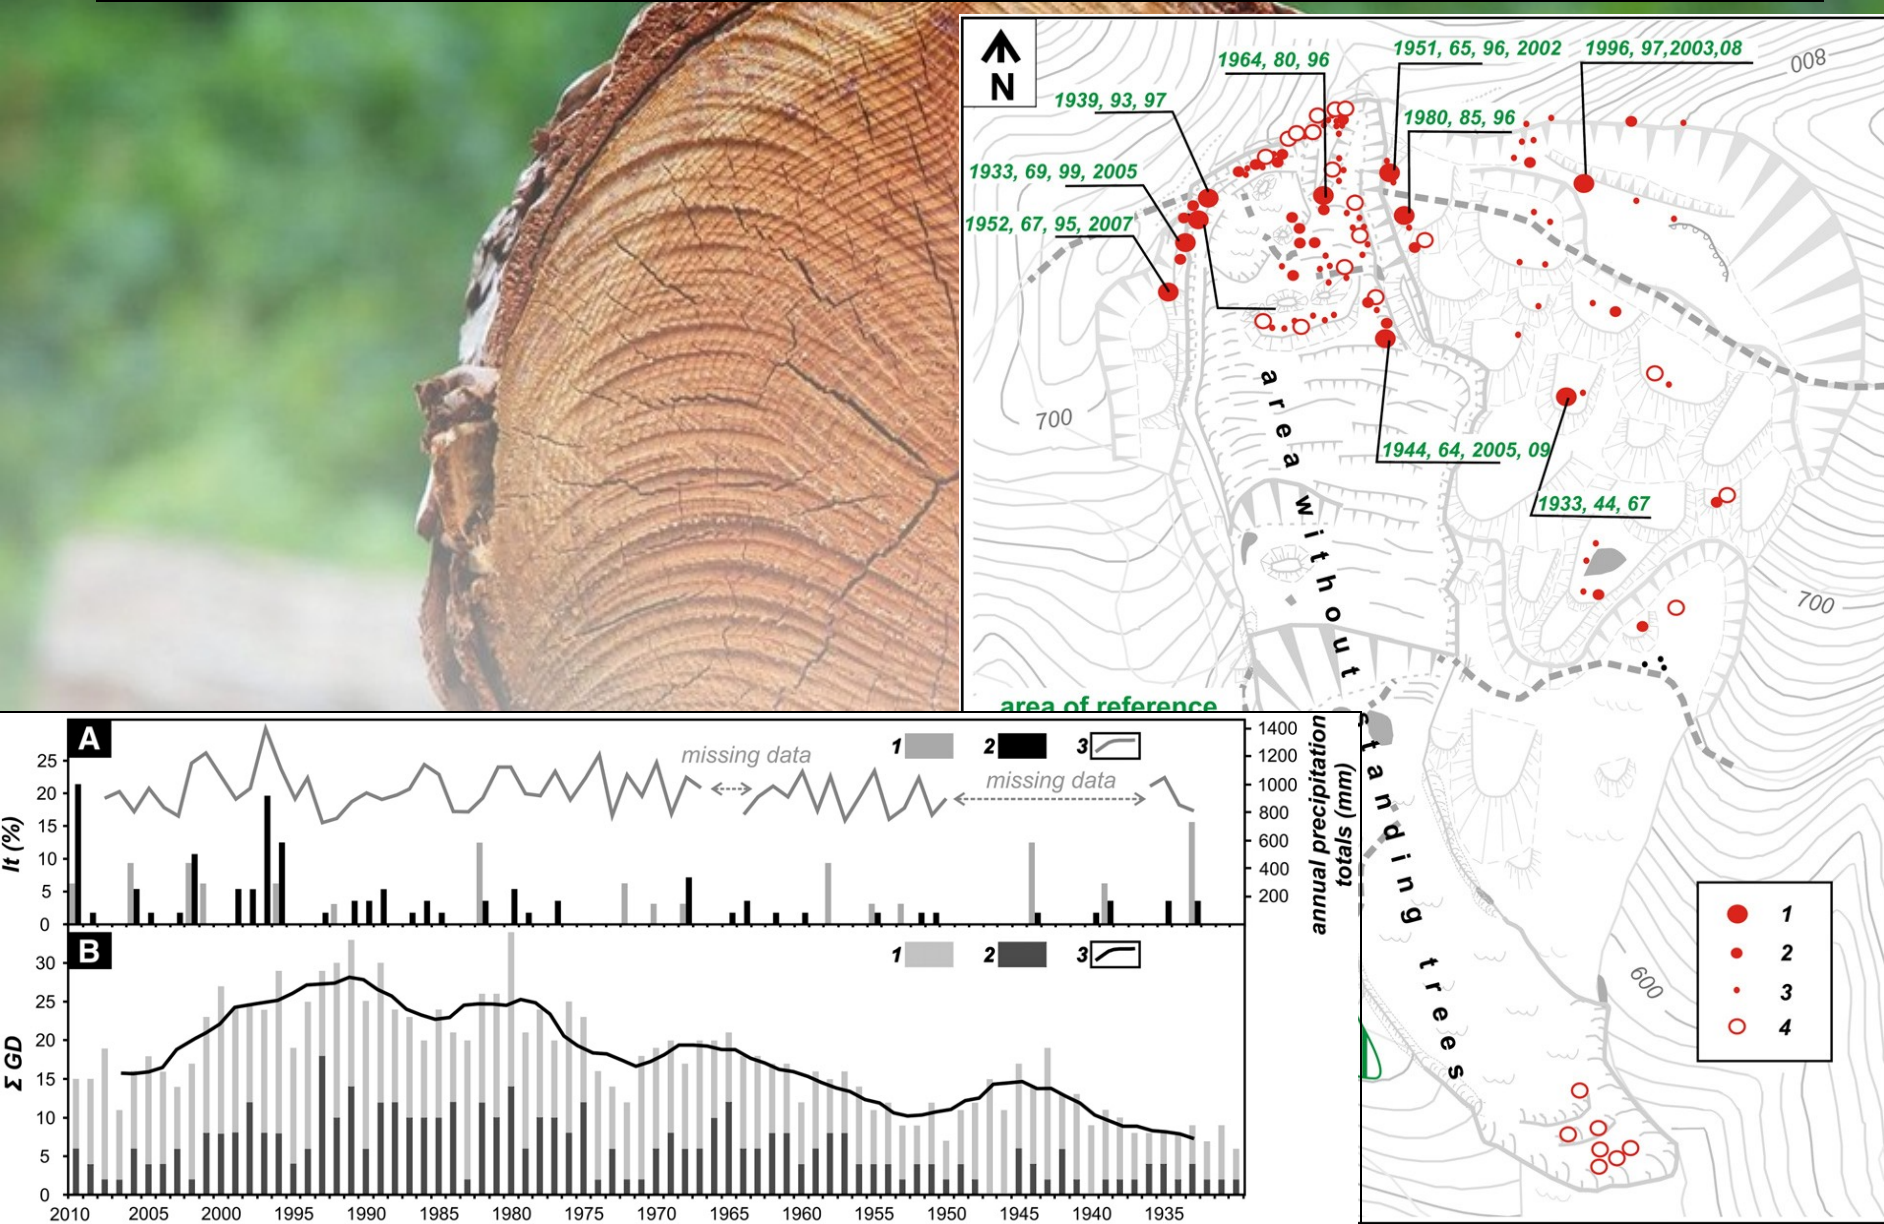 N
1964, 80, 96
1951, 65, 96, 2002
1996, 97,2003,08
800
1939, 93, 97
1980, 85, 96
1933, 69, 99, 2005
1952, 67, 95, 2007
700
1944, 64, 2005, 09
1933, 44, 67
700
area without standing trees
area of reference
600
1
2
3
4
A
missing data
missing data
1
2
3
It (%)
25
20
15
10
5
0
1400
1200
1000
800
600
400
200
annual precipitation
totals (mm)
B
1
2
3
Σ GD
30
25
20
15
10
5
0
2010 2005 2000 1995 1990 1985 1980 1975 1970 1965 1960 1955 1950 1945 1940 1935